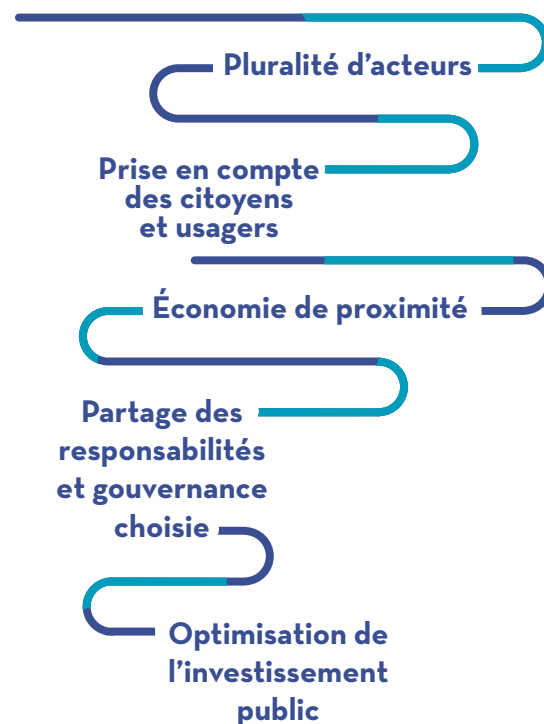 Pluralité d’acteurs
Prise en compte
des citoyens
et usagers
Économie de proximité
Partage des
responsabilités
et gouvernance
choisie
Optimisation de
l’investissement
public